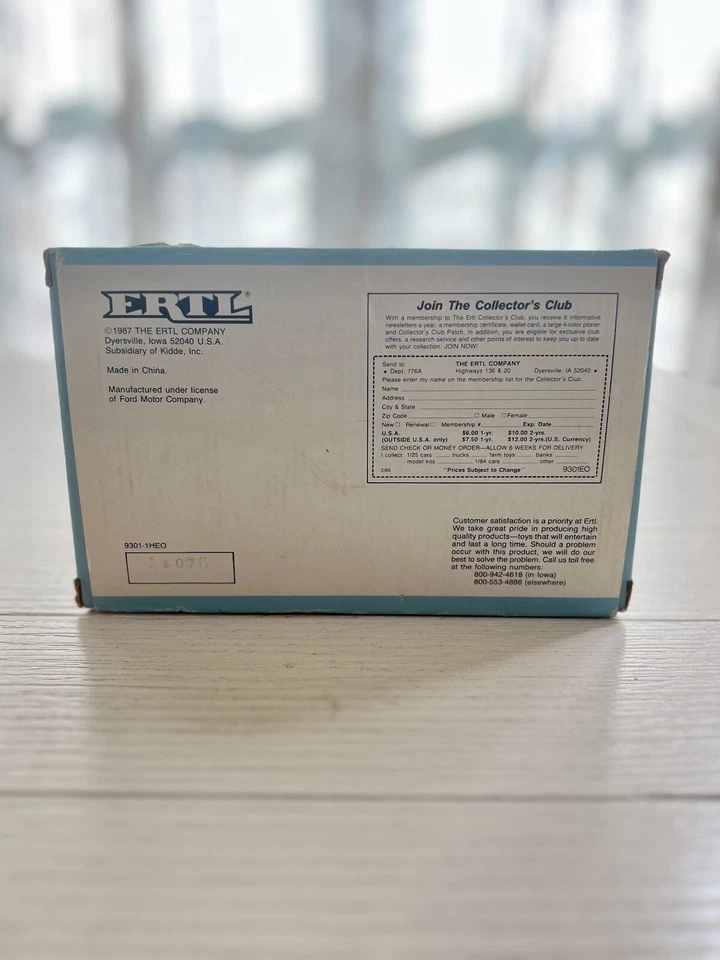 ERTL®
©1987 THE ERTL COMPANY
Dyersville, Iowa 52040 U.S.A.
Subsidiary of Kidde, Inc.
Made in China.
Manufactured under license
of Ford Motor Company.
9301-1HEO
Join The Collector's Club
With a membership to The Ertl Collector's Club, you receive 6 informative
newsletters a year, a membership certificate, wallet card, a large 4-color poster
and Collector's Club Patch. In addition, you are eligible for exclusive club
offers, a research service and other points of interest to keep you up to date
with your collection. JOIN NOW!
Send to: THE ERTL COMPANY
• Dept. 776A Highways 136 & 20 Dyersville, IA 52040 •
Please enter my name on the membership list for the Collector's Club.
Name
Address
City & State
Zip Code □ Male □ Female
New □ Renewal □ Membership # Exp. Date
U.S.A. $6.00 1-yr. $10.00 2-yrs.
(OUTSIDE U.S.A. only) $7.50 1-yr. $12.00 2-yrs.(U.S. Currency)
SEND CHECK OR MONEY ORDER—ALLOW 6 WEEKS FOR DELIVERY
I collect 1/25 cars trucks farm toys banks
model kits 1/64 cars other
2/86 "Prices Subject to Change" 9301EO
Customer satisfaction is a priority at Ertl.
We take great pride in producing high
quality products—toys that will entertain
and last a long time. Should a problem
occur with this product, we will do our
best to solve the problem. Call us toll free
at the following numbers:
800-942-4618 (in Iowa)
800-553-4886 (elsewhere)